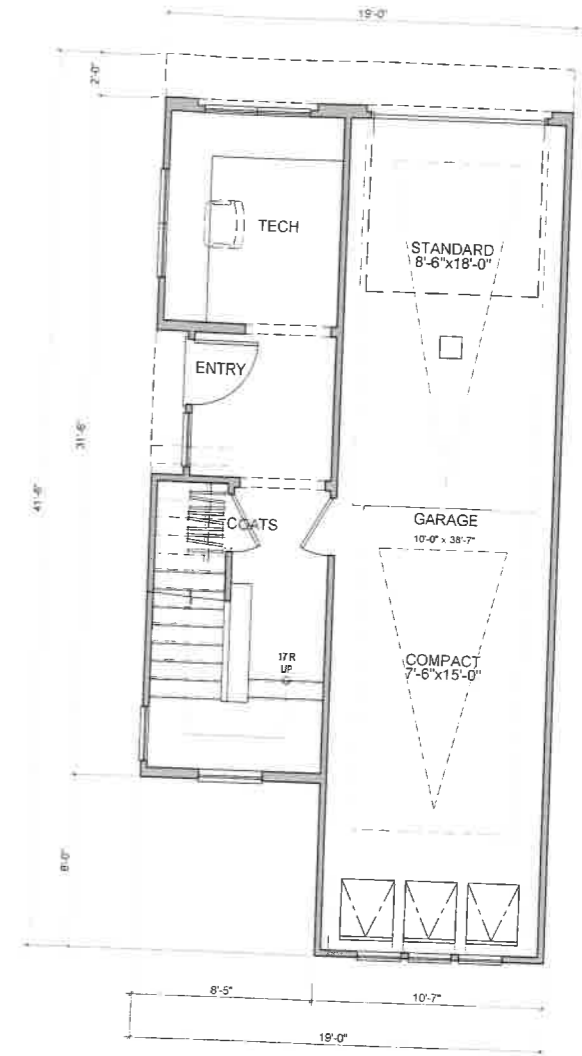 19'-0"
2'-0"
TECH
STANDARD
8'-6"x18'-0"
ENTRY
31'-6"
41'-6"
COATS
GARAGE
10'-0" x 38'-7"
17R
UP
COMPACT
7'-6"x15'-0"
8'-0"
8'-5"
10'-7"
19'-0"